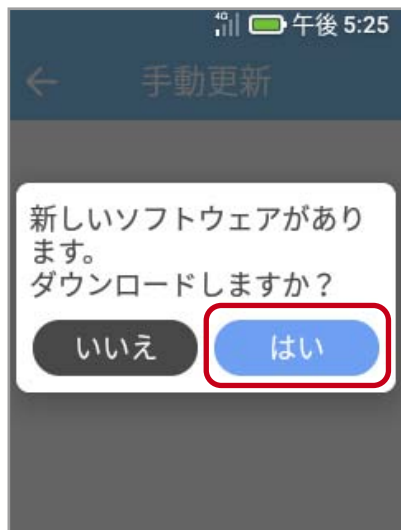 4G 午後 5:25
← 手動更新
新しいソフトウェアがあり
ます。
ダウンロードしますか？
いいえ はい